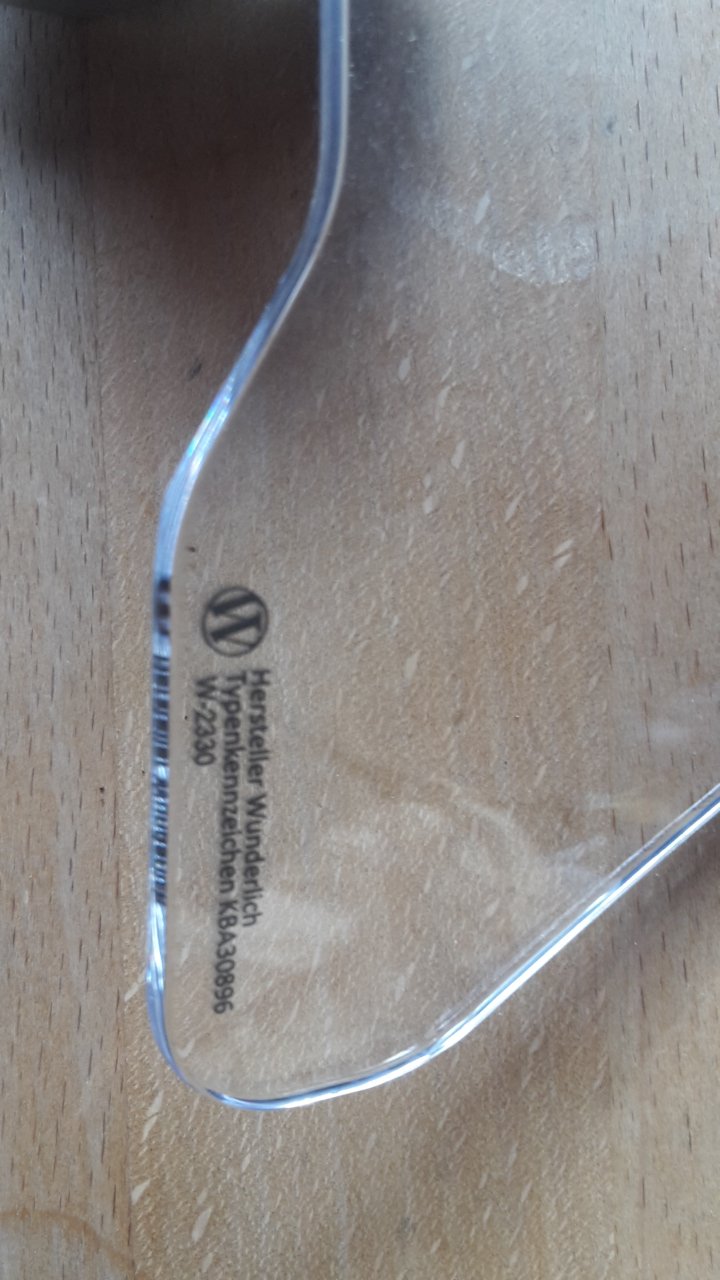 W
Hersteller Wunderlich
Typenkennzeichen KBA30896
W-2330